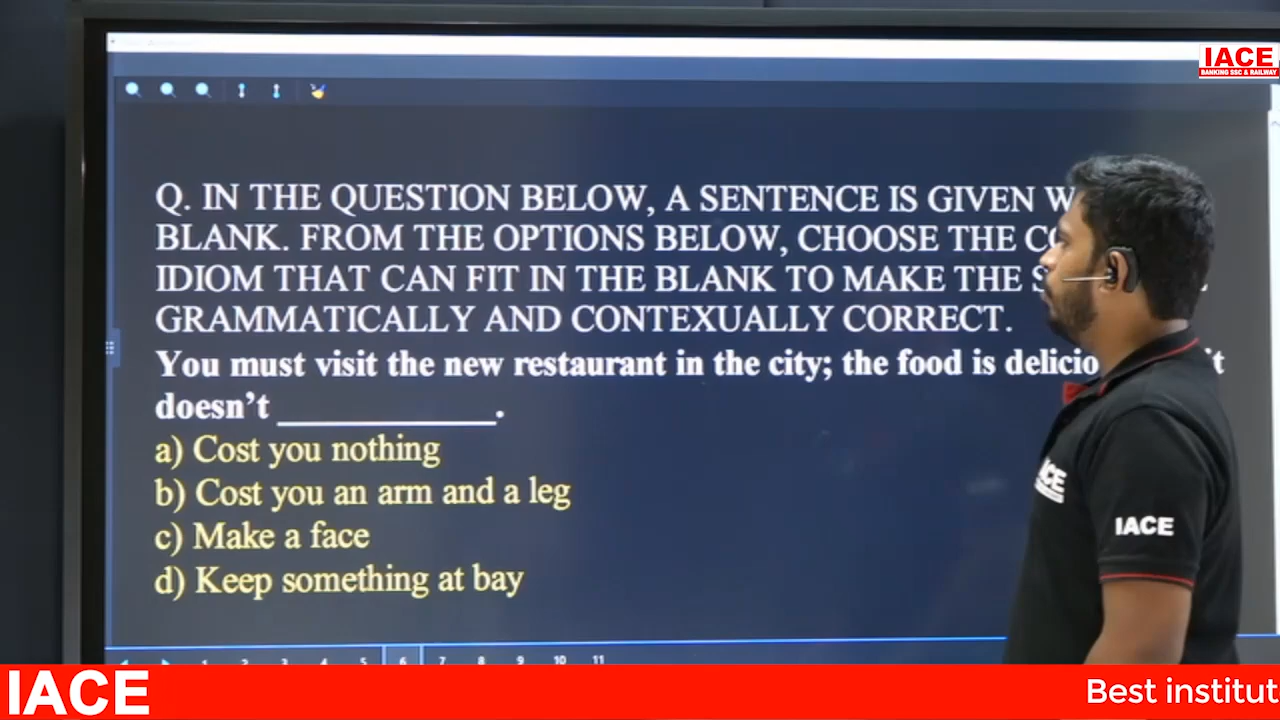 IACE
BANKING SSC & RAILWAY
Q. IN THE QUESTION BELOW, A SENTENCE IS GIVEN
BLANK. FROM THE OPTIONS BELOW, CHOOSE THE
IDIOM THAT CAN FIT IN THE BLANK TO MAKE THE
GRAMMATICALLY AND CONTEXUALLY CORRECT.
You must visit the new restaurant in the city; the food is it
doesn't ____________.
a) Cost you nothing
b) Cost you an arm and a leg
c) Make a face
d) Keep something at bay
IACE
1 2 3 4 5 6 7 8 9 10 11
IACE Best institut